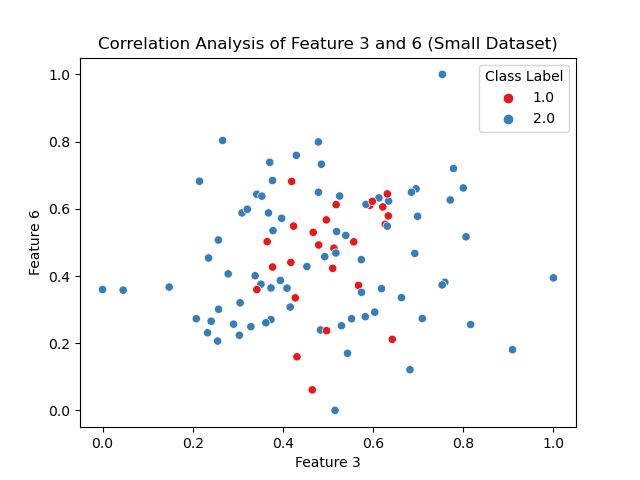 Correlation Analysis of Feature 3 and 6 (Small Dataset)
Class Label
1.0
2.0
Feature 6
1.0
0.8
0.6
0.4
0.2
0.0
0.0 0.2 0.4 0.6 0.8 1.0
Feature 3